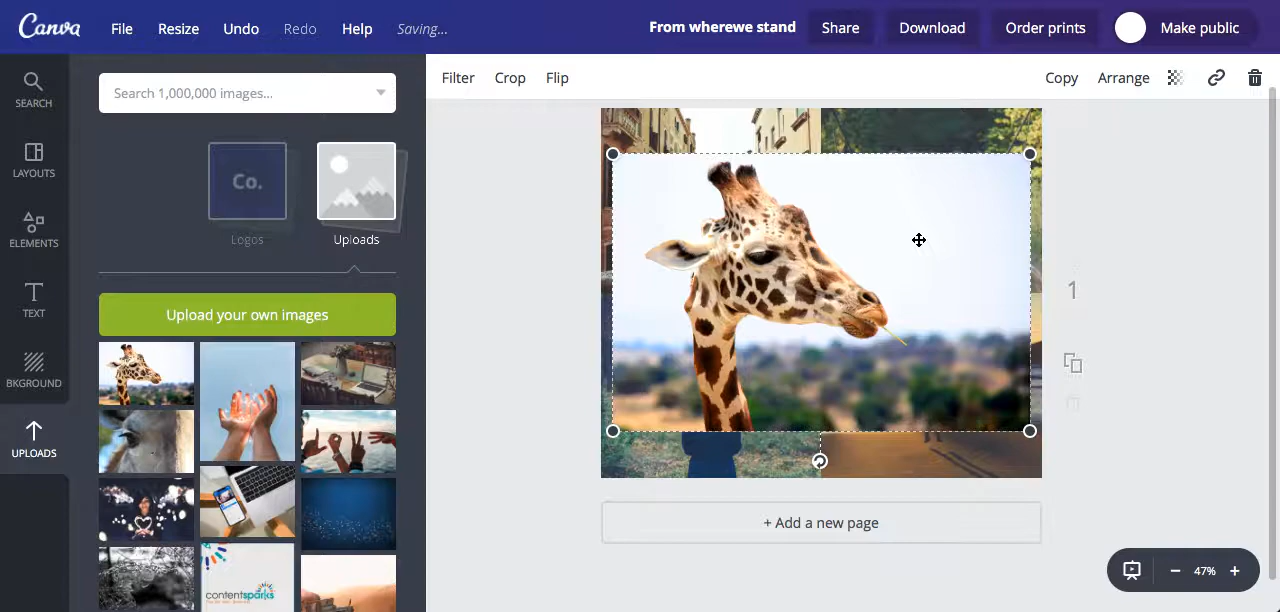 Canva File Resize Undo Redo Help Saving... From wherewe stand Share Download Order prints Make public
Search 1,000,000 images...
Filter Crop Flip Copy Arrange
SEARCH
LAYOUTS
ELEMENTS
TEXT
BKGROUND
UPLOADS
Co.
Logos Uploads
Upload your own images
contentsparks
1
+ Add a new page
47%